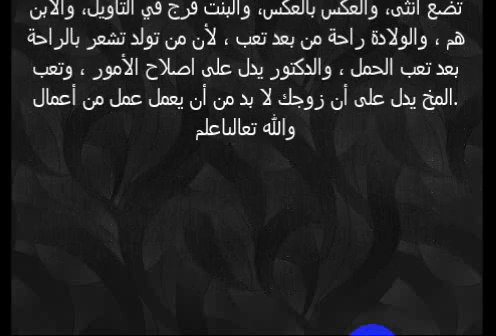 تضع أنثى، والعكس بالعكس، والبنت فرج في التأويل، والابن
هم ، والولادة راحة من بعد تعب ، لأن من تولد تشعر بالراحة
بعد تعب الحمل ، والدكتور يدل على اصلاح الأمور ، وتعب
المخ يدل على أن زوجك لا بد من أن يعمل عمل من أعمال.
والله تعالىاعلم